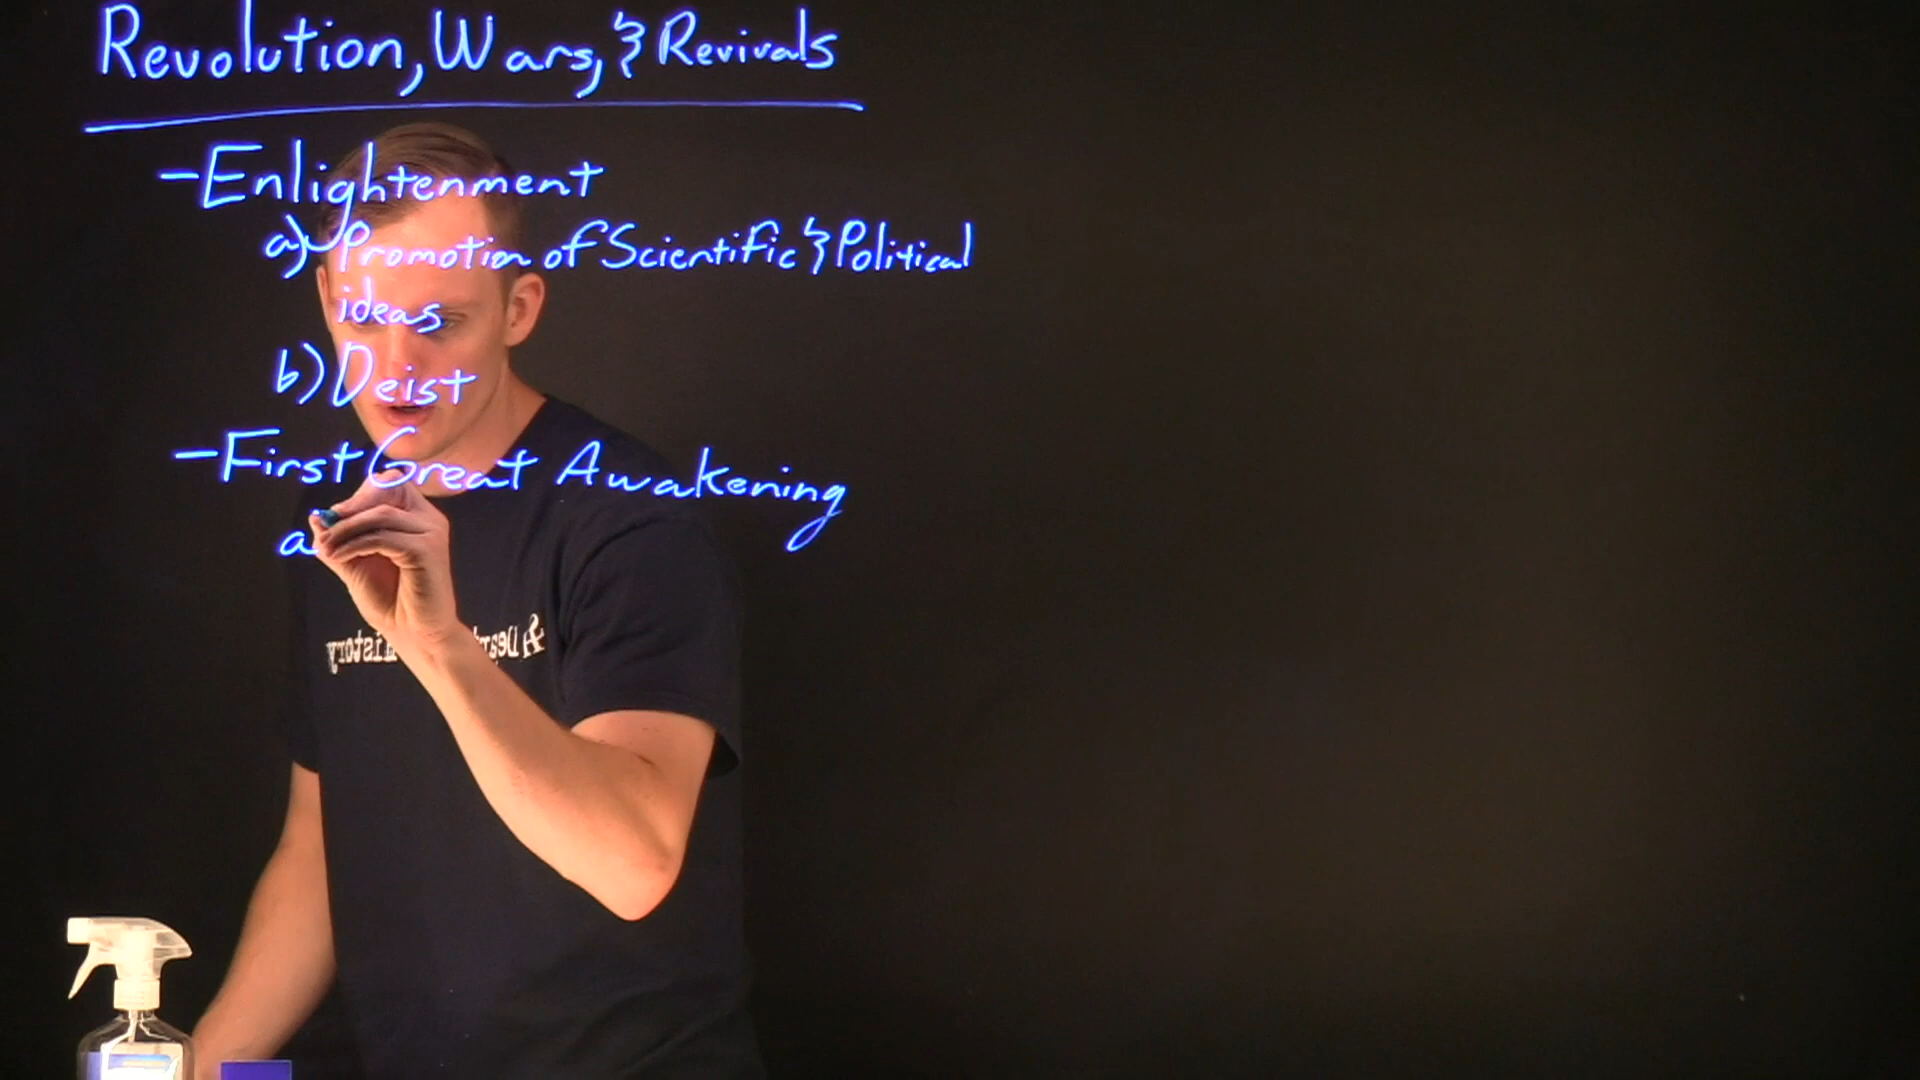 Revolution, Wars, & Revivals
- Enlightenment
a) Promotion of Scientific & Political
ideas
b) Deist
- First Great Awakening
a